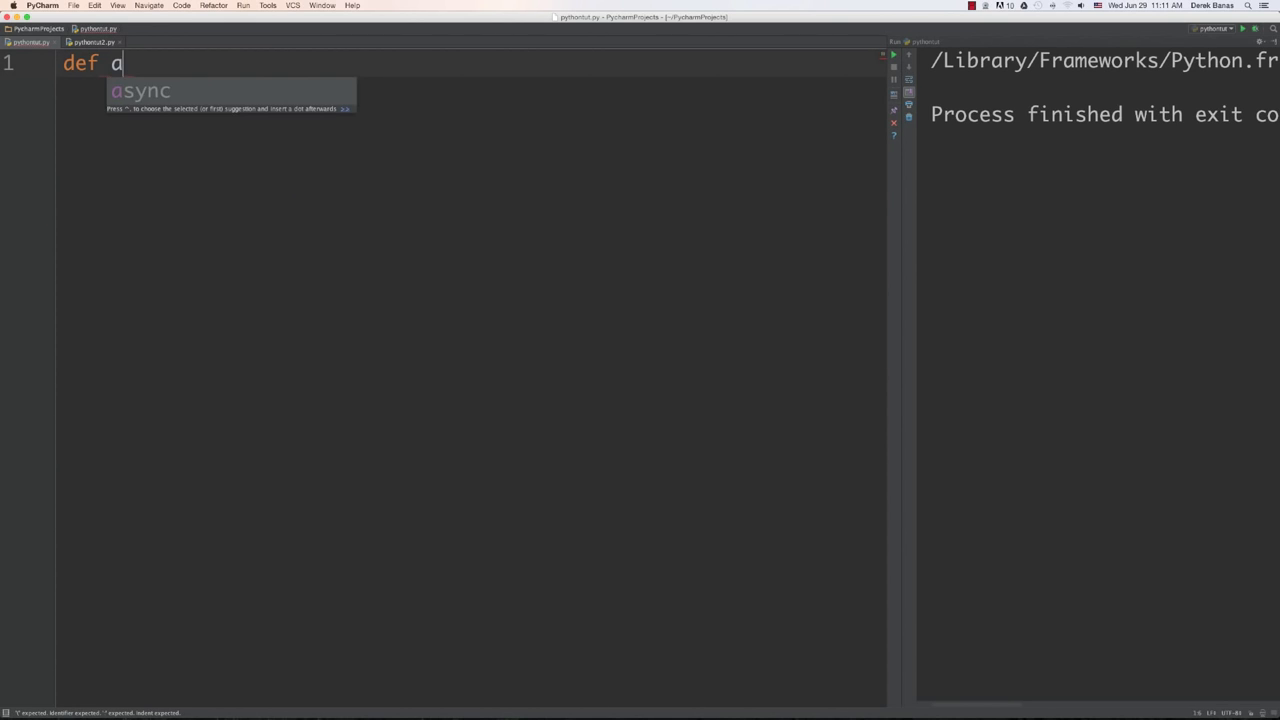 PyCharm File Edit View Navigate Code Refactor Run Tools VCS Window Help 10 Wed Jun 29 11:11 AM Derek Banas
pythontut.py - PycharmProjects - [~/PycharmProjects]
PycharmProjects pythontut.py pythontut
pythontut.py pythontut2.py Run pythontut
1 def a
async
Press ^. to choose the selected (or first) suggestion and insert a dot afterwards >>
/Library/Frameworks/Python.fr
Process finished with exit co
'(' expected. Identifier expected. ':' expected. Indent expected. 1:6 LF≑ UTF-8≑